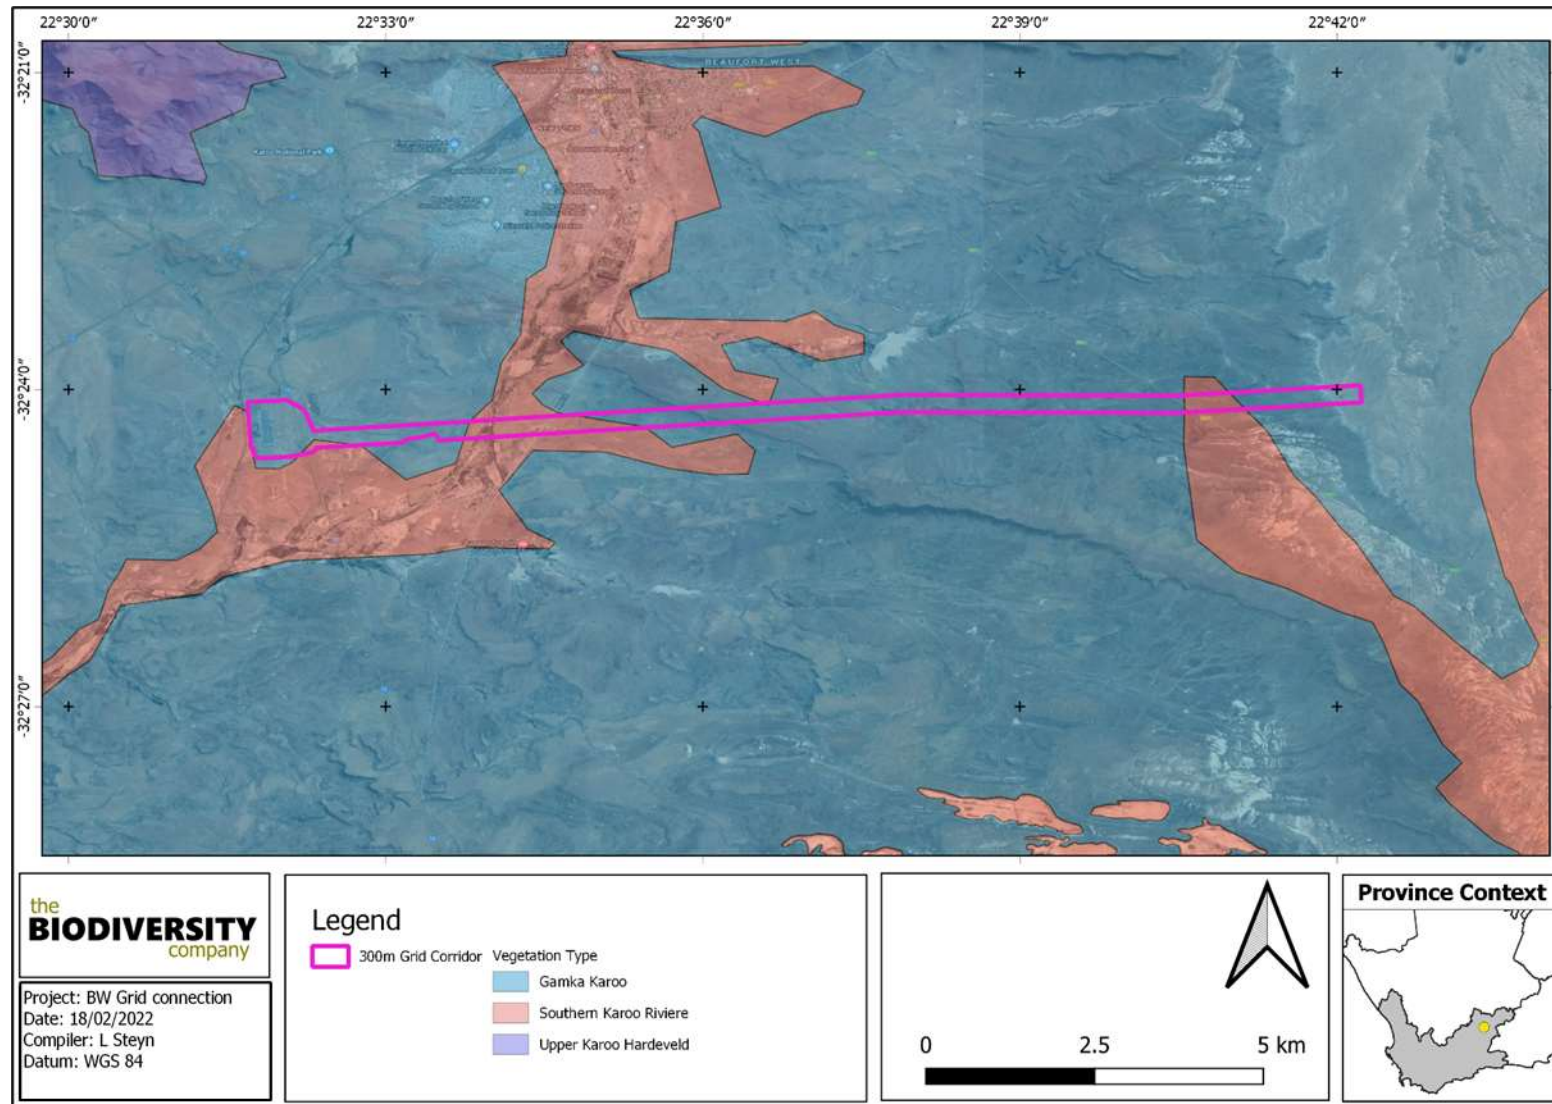 22°30′0″ 22°33′0″ 22°36′0″ 22°39′0″ 22°42′0″
-32°21′0″
-32°24′0″
-32°27′0″
BEAUFORT WEST
Karoo National Park
the
BIODIVERSITY
company
Project: BW Grid connection
Date: 18/02/2022
Compiler: L Steyn
Datum: WGS 84
Legend
300m Grid Corridor
Vegetation Type
Gamka Karoo
Southern Karoo Riviere
Upper Karoo Hardeveld
0 2.5 5 km
Province Context